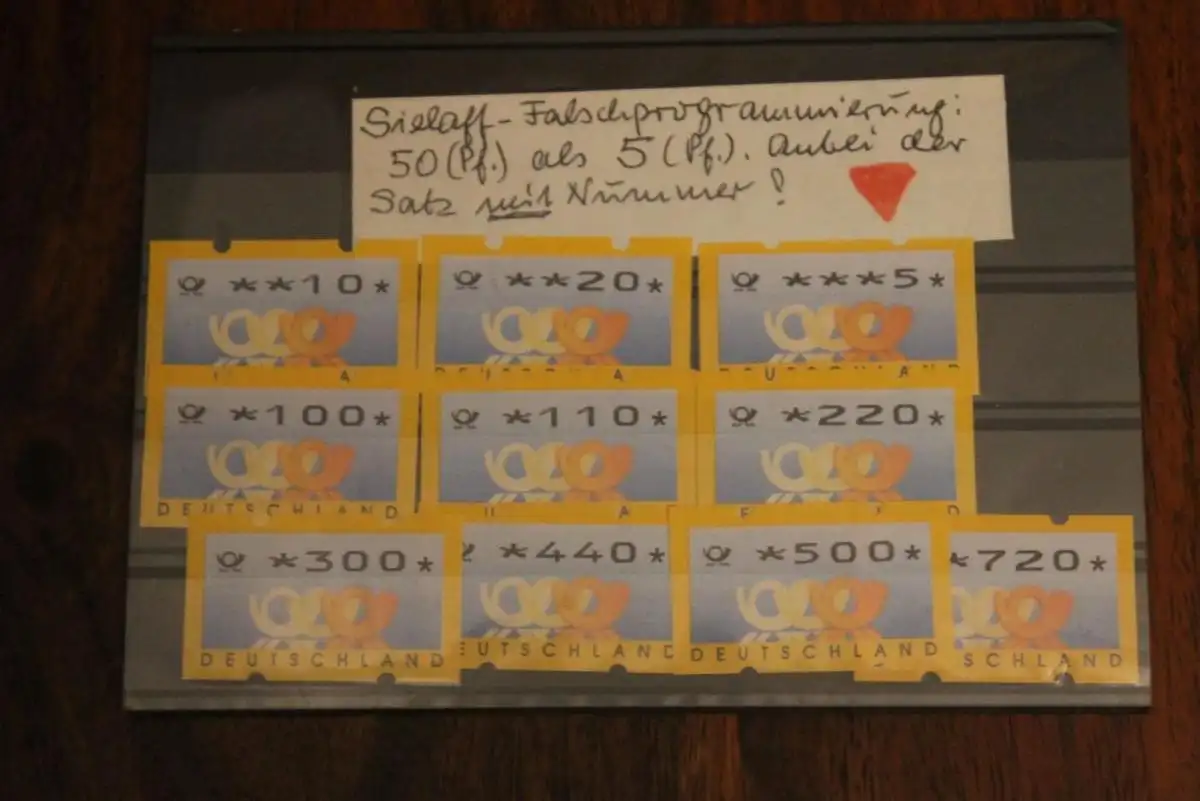 Sielaff-Falschprogrammierung:
50 (Pf.) als 5 (Pf.). Anbei der
Satz mit Nummer!
**10*
**20*
***5*
U A
DEUTSCHLAND
*100*
*110*
*220*
DEUTSCHLAND
*300*
*440*
*500*
*720*
DEUTSCHLAND
EUTSCHLAND
DEUTSCHLAND
SCHLAND